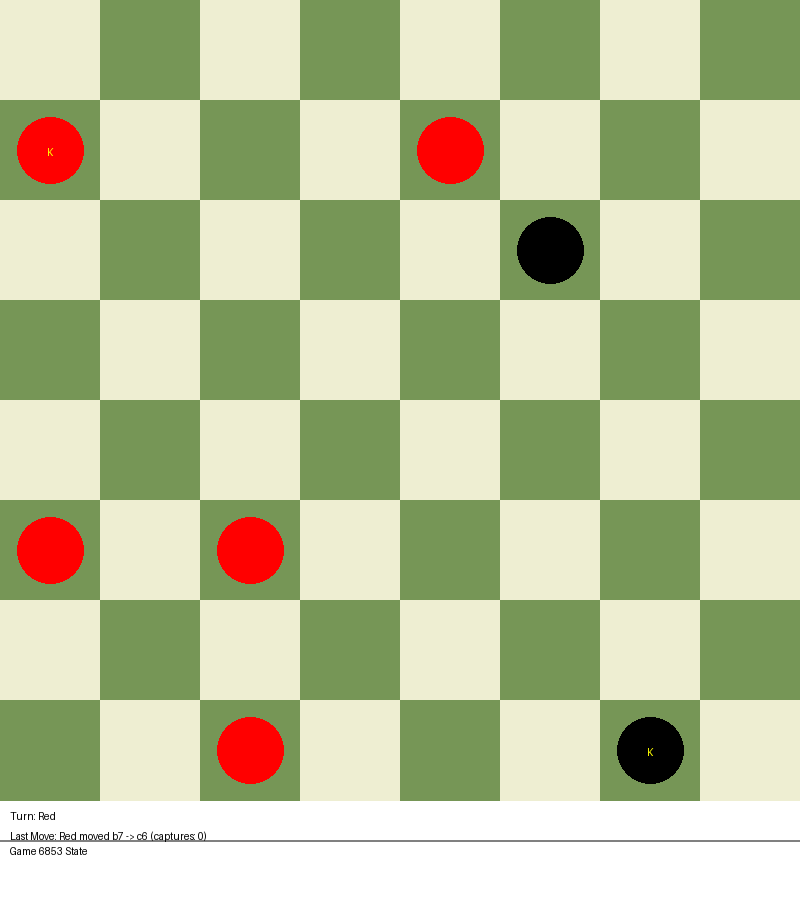 K
K
Turn: Red
Last Move: Red moved b7 -> c6 (captures: 0)
Game 6853 State